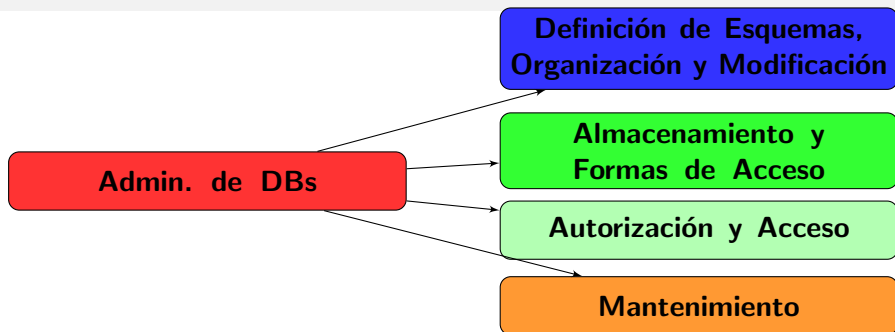 Definición de Esquemas,
Organización y Modificación
Almacenamiento y
Formas de Acceso
Admin. de DBs
Autorización y Acceso
Mantenimiento